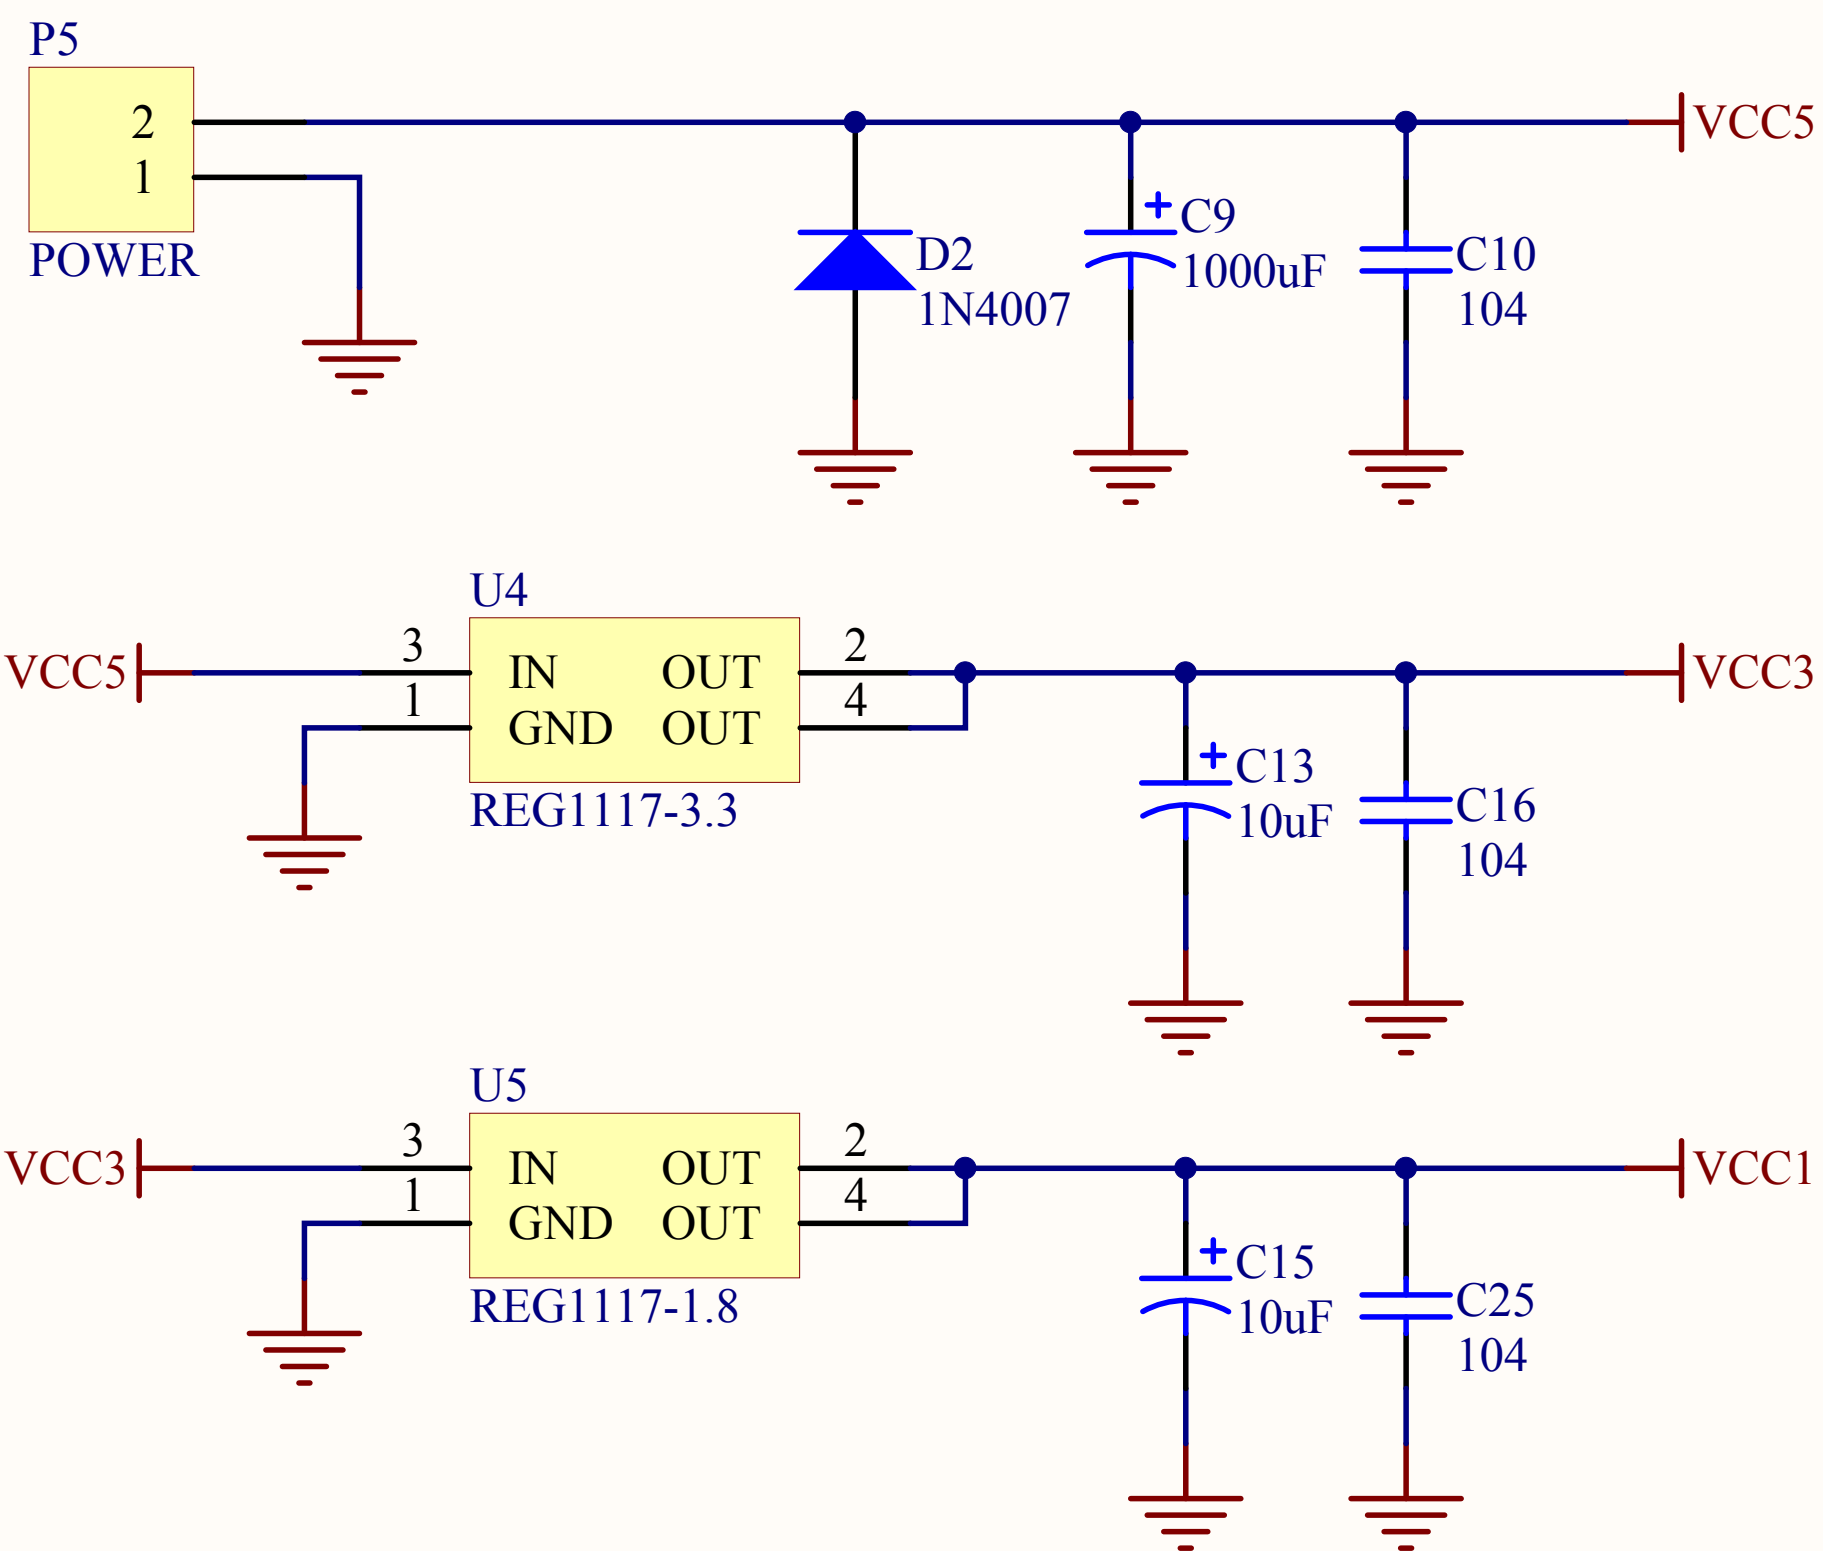 P5
2
1
POWER
VCC5
D2
1N4007
C9
1000uF
C10
104
U4
VCC5
3
1
IN OUT
GND OUT
2
4
REG1117-3.3
VCC3
C13
10uF
C16
104
U5
VCC3
3
1
IN OUT
GND OUT
2
4
REG1117-1.8
VCC1
C15
10uF
C25
104